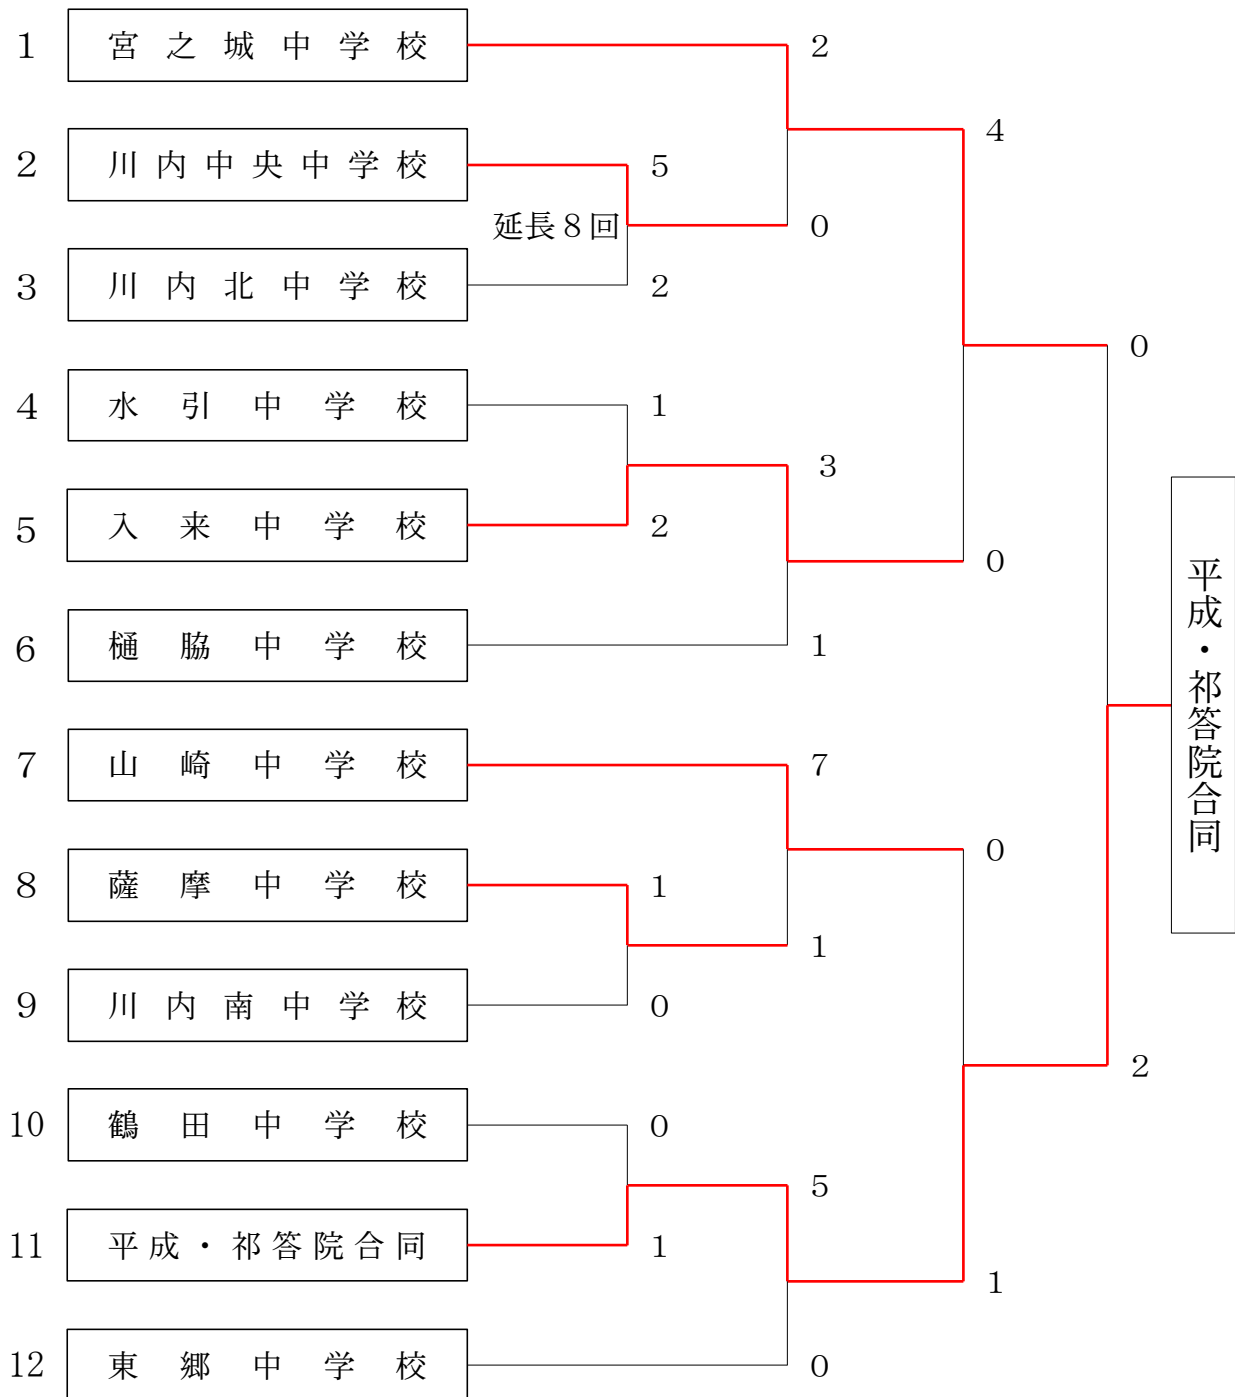 1 宮之城中学校 2
4
2 川内中央中学校 5
延長８回 0
3 川内北中学校 2
0
4 水引中学校 1
3
5 入来中学校 2
0
6 樋脇中学校 1
平成・祁答院合同
7 山崎中学校 7
0
8 薩摩中学校 1
1
9 川内南中学校 0
2
10 鶴田中学校 0
5
11 平成・祁答院合同 1
1
12 東郷中学校 0